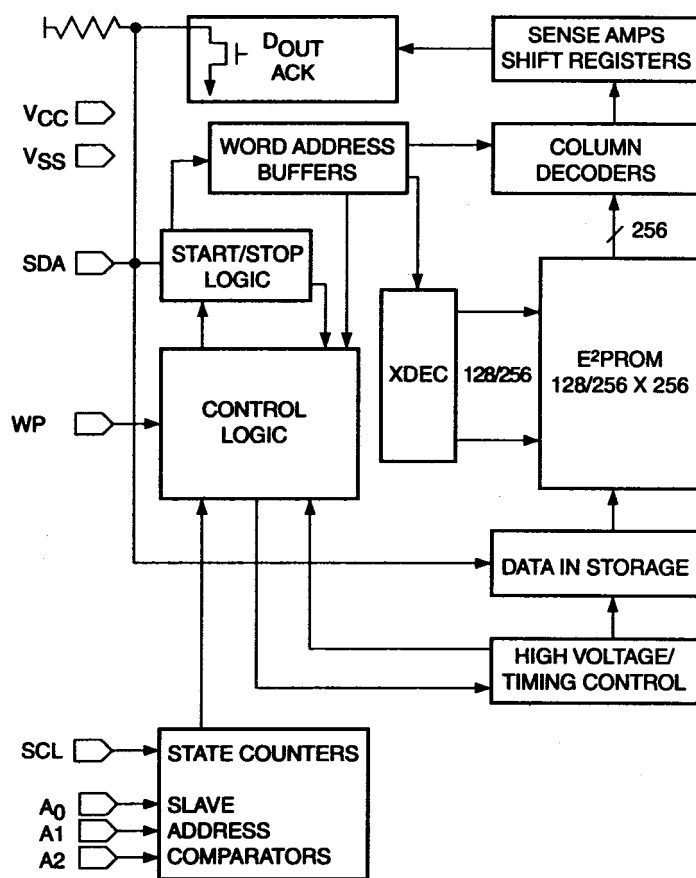 DOUT
ACK
SENSE AMPS
SHIFT REGISTERS
VCC
VSS
WORD ADDRESS
BUFFERS
COLUMN
DECODERS
256
SDA
START/STOP
LOGIC
XDEC
128/256
E²PROM
128/256 X 256
WP
CONTROL
LOGIC
DATA IN STORAGE
HIGH VOLTAGE/
TIMING CONTROL
SCL
STATE COUNTERS
A0
SLAVE
A1
ADDRESS
A2
COMPARATORS